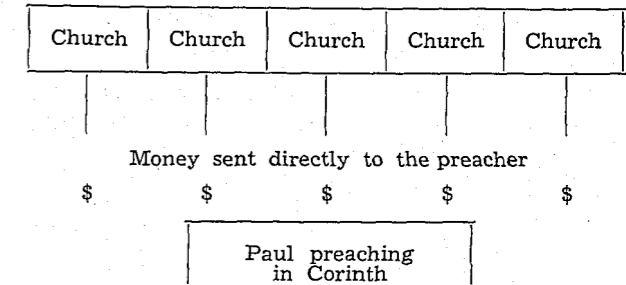 Church Church Church Church Church
Money sent directly to the preacher
$ $ $ $ $
Paul preaching
in Corinth